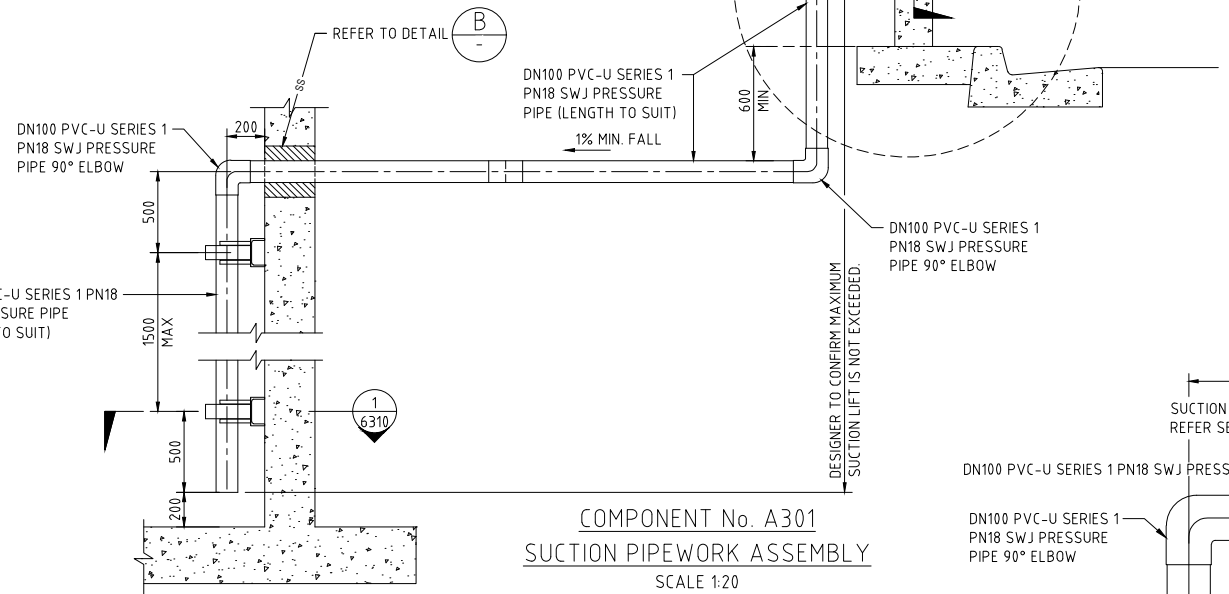 REFER TO DETAIL
B
-
SS
DN100 PVC-U SERIES 1
PN18 SWJ PRESSURE
PIPE (LENGTH TO SUIT)
600
MIN
1% MIN. FALL
DN100 PVC-U SERIES 1
PN18 SWJ PRESSURE
PIPE 90° ELBOW
200
500
DN100 PVC-U SERIES 1
PN18 SWJ PRESSURE
PIPE 90° ELBOW
SERIES 1 PN18
PIPE
SUIT)
1500
MAX
DESIGNER TO CONFIRM MAXIMUM
SUCTION LIFT IS NOT EXCEEDED.
1
6310
500
200
SUCTION
REFER
DN100 PVC-U SERIES 1 PN18 SWJ
DN100 PVC-U SERIES 1
PN18 SWJ PRESSURE
PIPE 90° ELBOW
COMPONENT No. A301
SUCTION PIPEWORK ASSEMBLY
SCALE 1:20